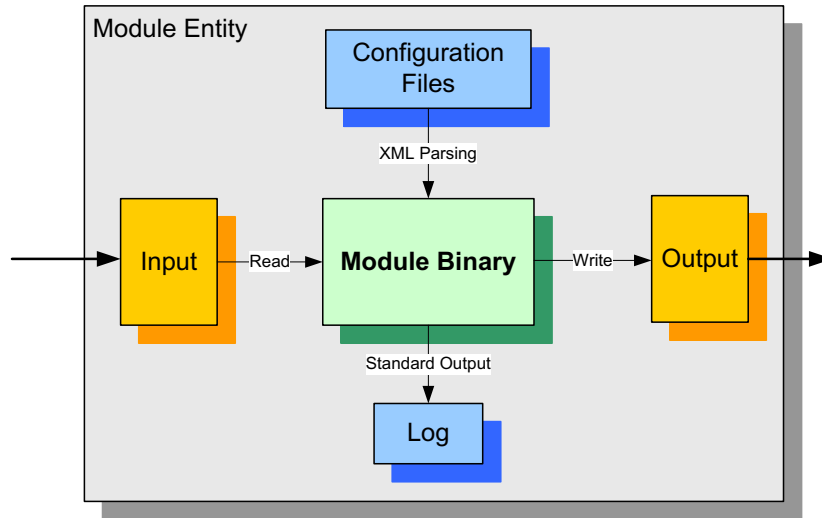 Module Entity
Configuration
Files
XML Parsing
Input
Read
Module Binary
Write
Output
Standard Output
Log